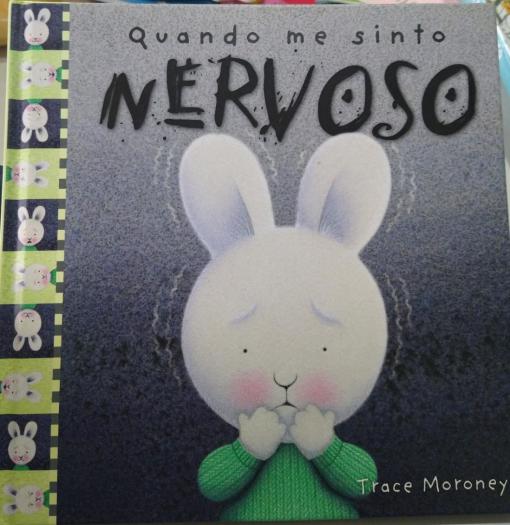 Quando me sinto
NERVOSO
Trace Moroney